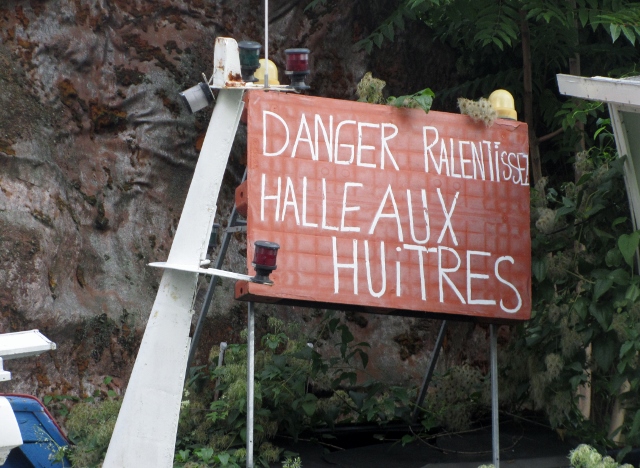 DANGER RALENTISSEZ
HALLE AUX
HUiTRES